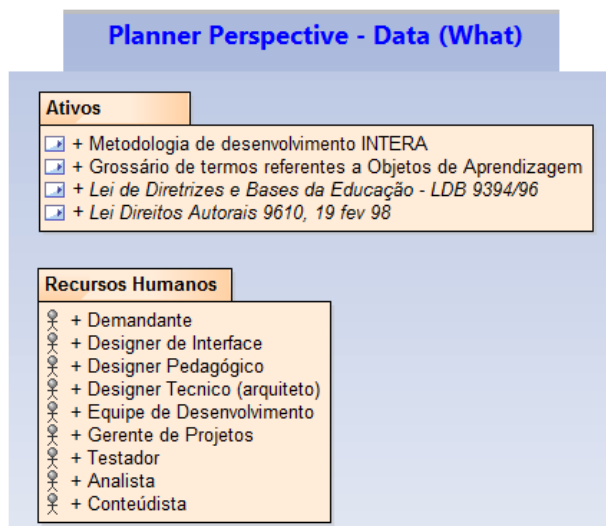 Planner Perspective - Data (What)
Ativos
+ Metodologia de desenvolvimento INTERA
+ Grossário de termos referentes a Objetos de Aprendizagem
+ Lei de Diretrizes e Bases da Educação - LDB 9394/96
+ Lei Direitos Autorais 9610, 19 fev 98
Recursos Humanos
+ Demandante
+ Designer de Interface
+ Designer Pedagógico
+ Designer Tecnico (arquiteto)
+ Equipe de Desenvolvimento
+ Gerente de Projetos
+ Testador
+ Analista
+ Conteúdista